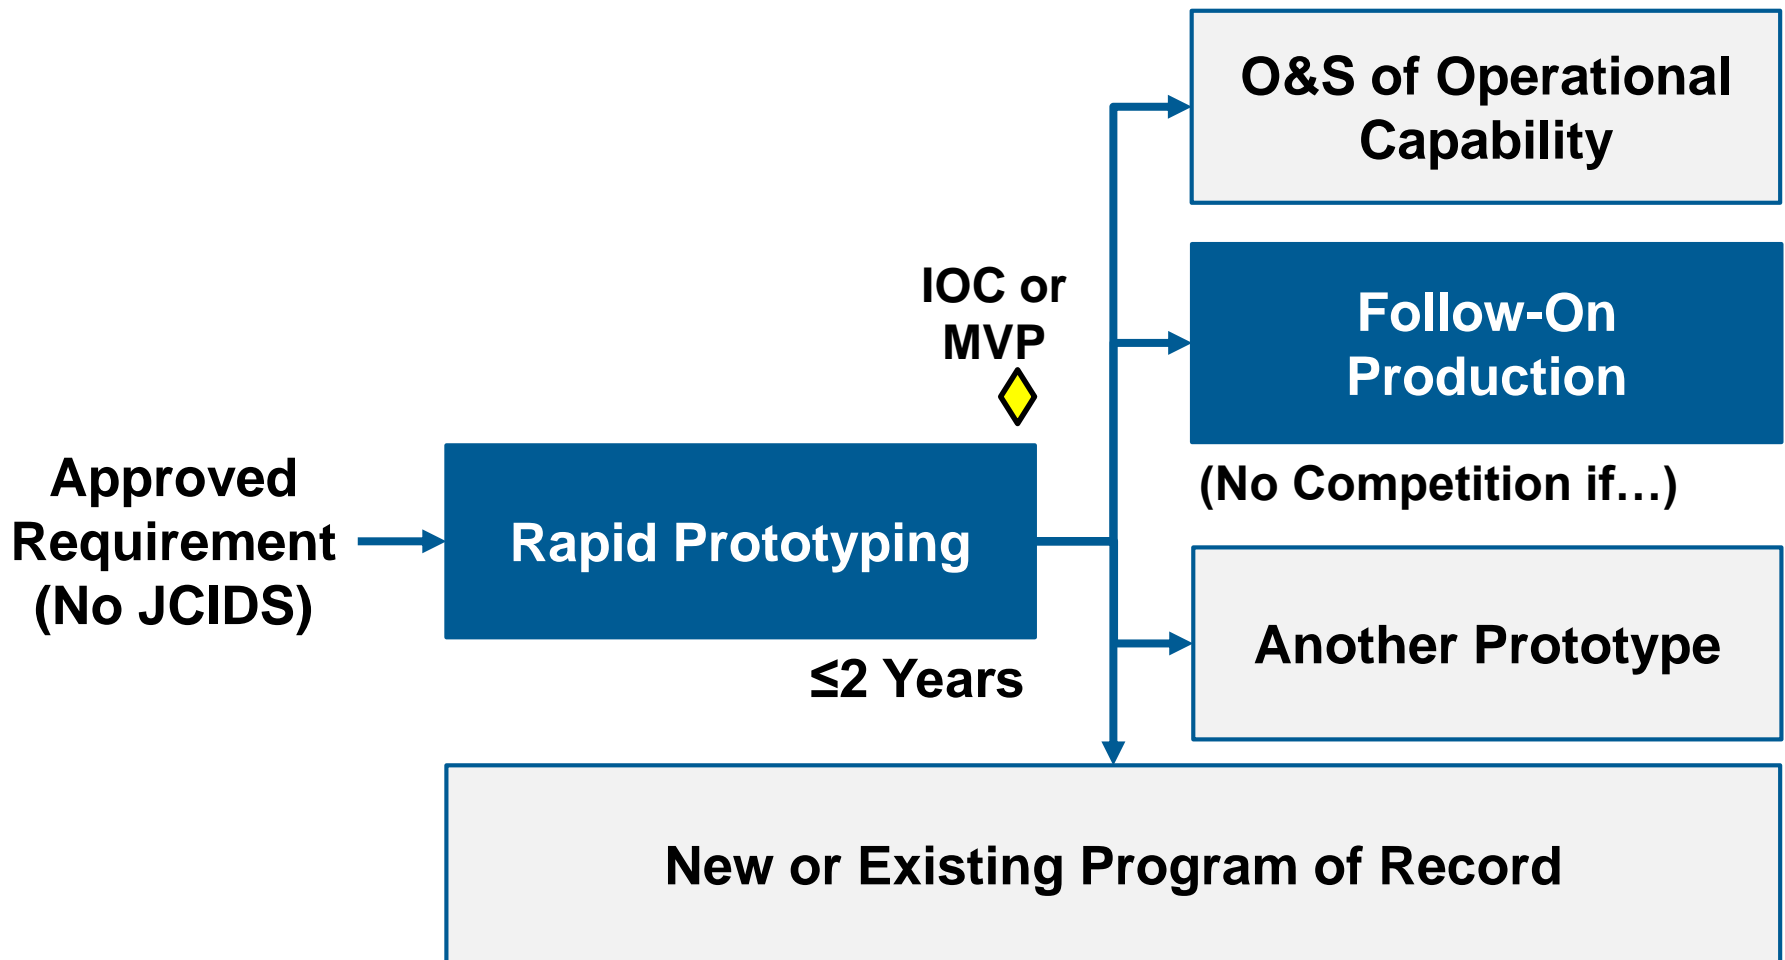 Approved
Requirement
(No JCIDS)
Rapid Prototyping
≤2 Years
IOC or
MVP
O&S of Operational
Capability
Follow-On
Production
(No Competition if…)
Another Prototype
New or Existing Program of Record